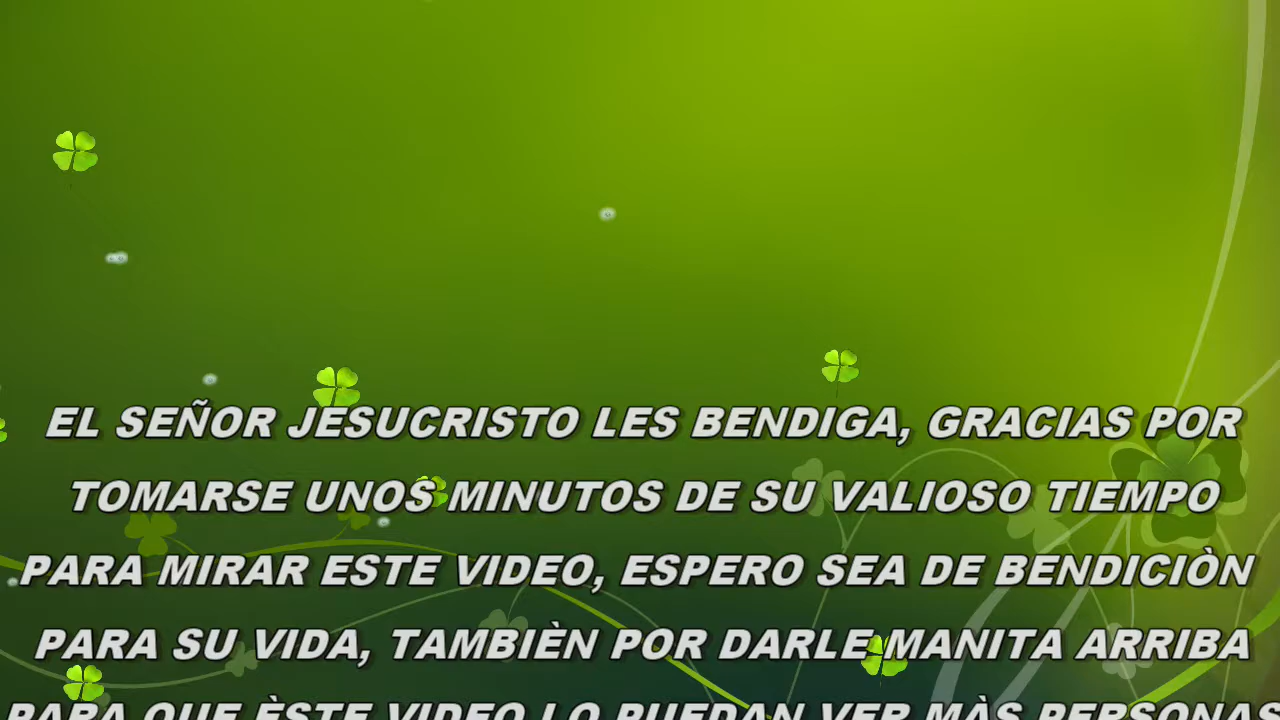 EL SEÑOR JESUCRISTO LES BENDIGA, GRACIAS POR
TOMARSE UNOS MINUTOS DE SU VALIOSO TIEMPO
PARA MIRAR ESTE VIDEO, ESPERO SEA DE BENDICIÒN
PARA SU VIDA, TAMBIÈN POR DARLE MANITA ARRIBA
PARA QUE ÈSTE VIDEO LO PUEDAN VER MÀS PERSONAS